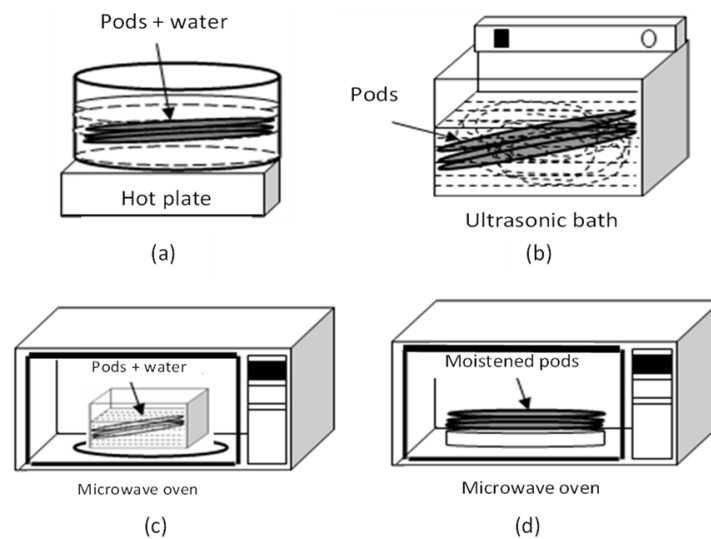 Pods + water
Hot plate
(a)
Pods
Ultrasonic bath
(b)
Pods + water
Microwave oven
(c)
Moistened pods
Microwave oven
(d)